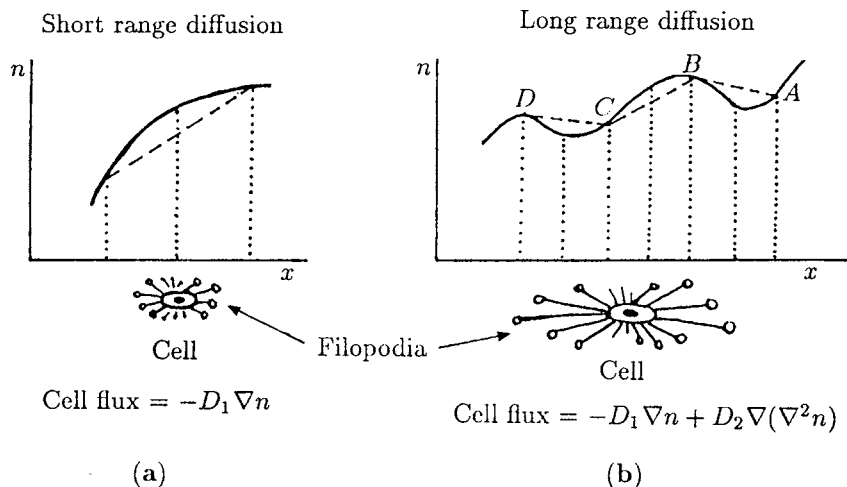 Short range diffusion
n
x
Cell
Cell flux = −D₁∇n
(a)
Filopodia
Long range diffusion
n
D
C
B
A
x
Cell
Cell flux = −D₁∇n + D₂∇(∇²n)
(b)